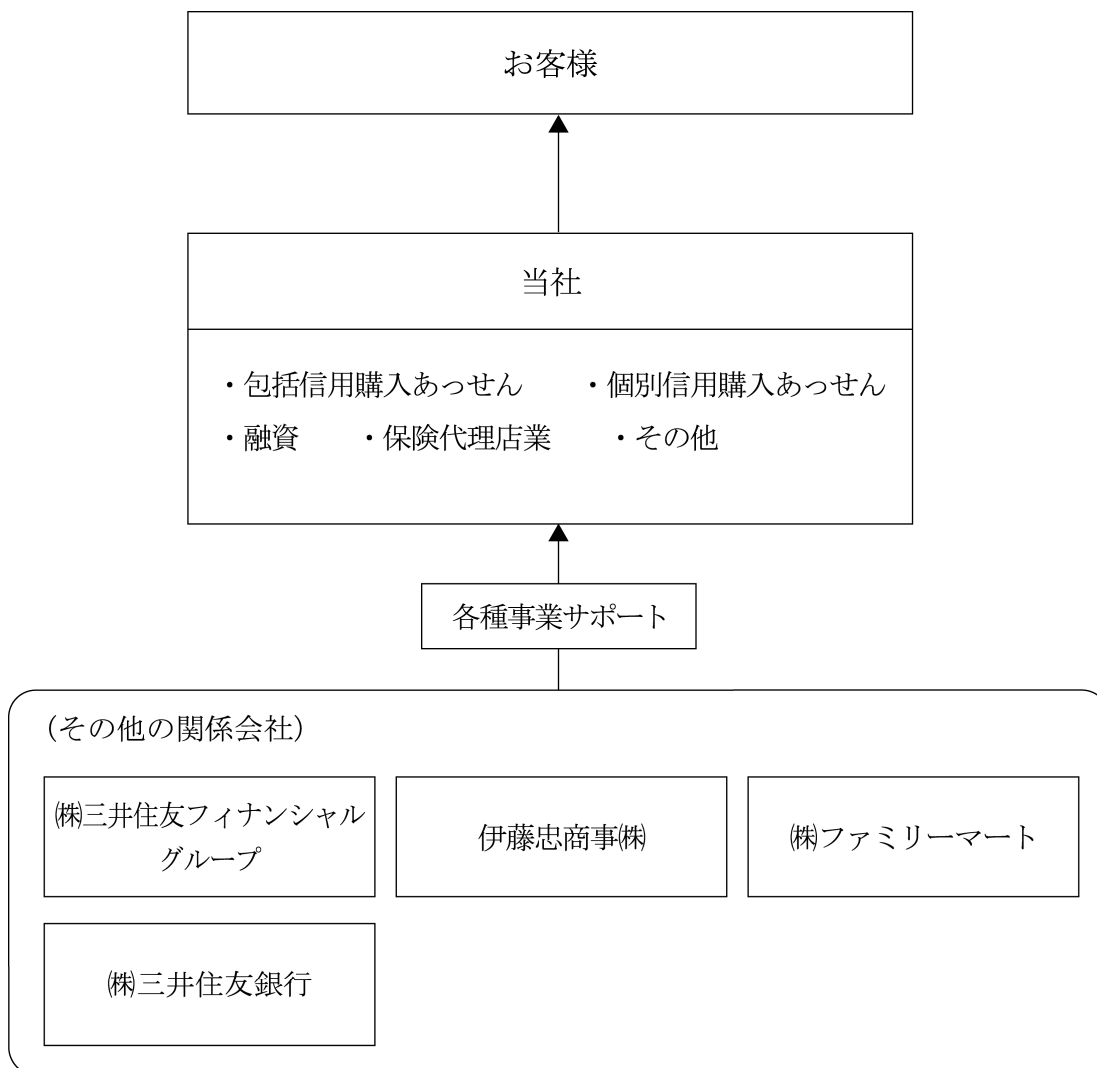 お客様
当社
・包括信用購入あっせん ・個別信用購入あっせん
・融資 ・保険代理店業 ・その他
各種事業サポート
（その他の関係会社）
㈱三井住友フィナンシャル
グループ
伊藤忠商事㈱
㈱ファミリーマート
㈱三井住友銀行